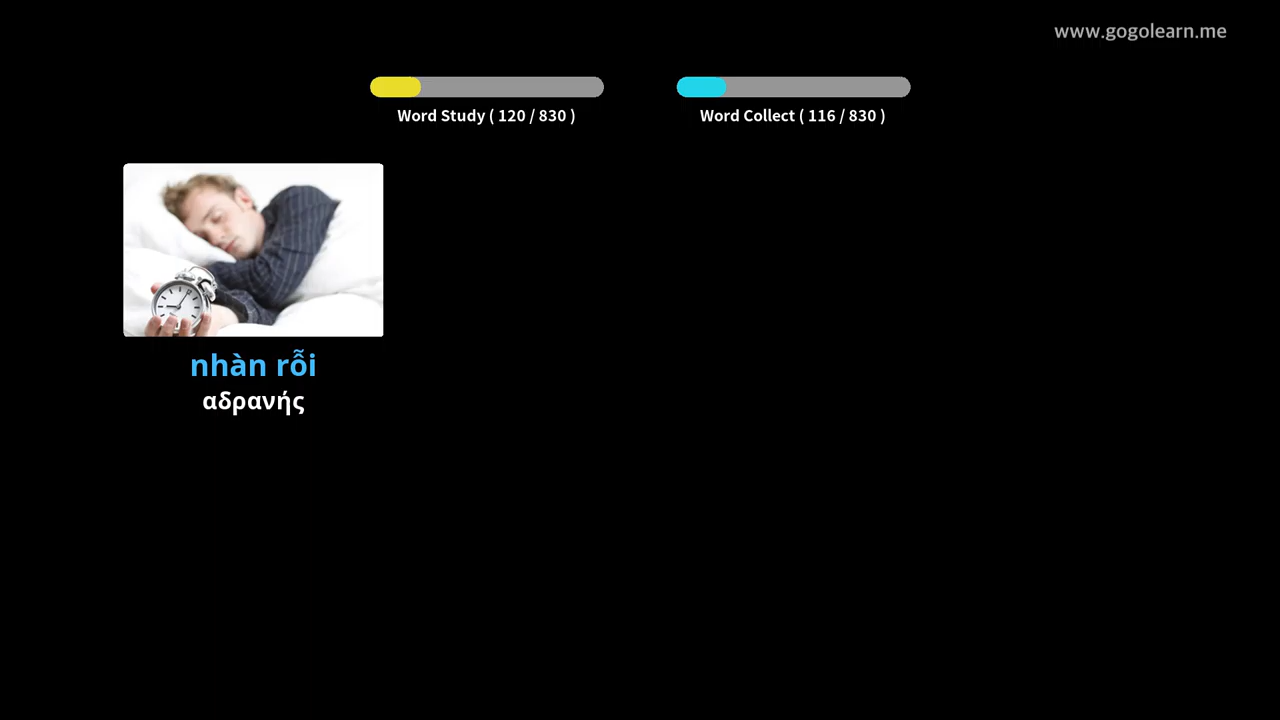 www.gogolearn.me
Word Study ( 120 / 830 )
Word Collect ( 116 / 830 )
nhàn rỗi
αδρανής